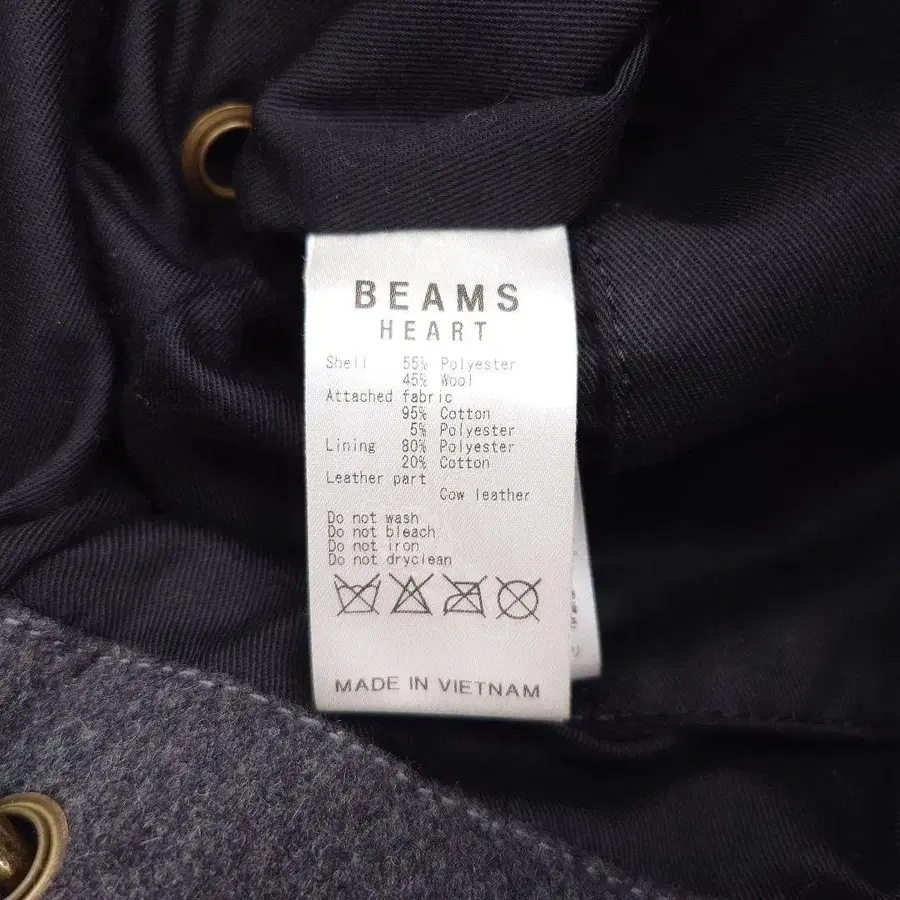 BEAMS
HEART
Shell 55% Polyester
45% Wool
Attached fabric
95% Cotton
5% Polyester
Lining 80% Polyester
20% Cotton
Leather part
Cow leather
Do not wash
Do not bleach
Do not iron
Do not dryclean
MADE IN VIETNAM